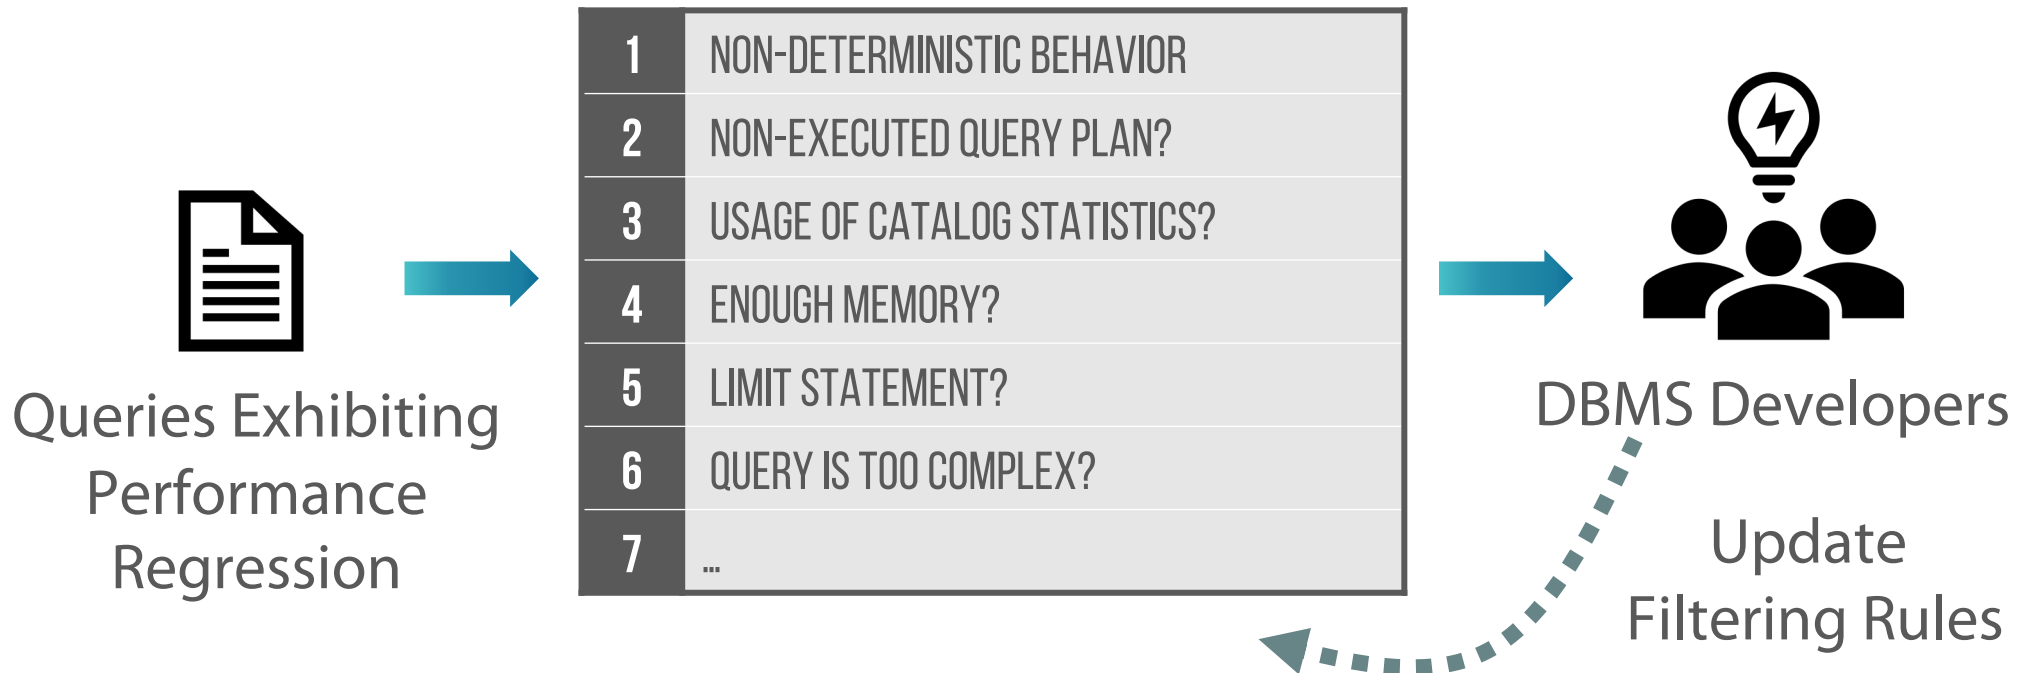 Queries Exhibiting
Performance
Regression
1 NON-DETERMINISTIC BEHAVIOR
2 NON-EXECUTED QUERY PLAN?
3 USAGE OF CATALOG STATISTICS?
4 ENOUGH MEMORY?
5 LIMIT STATEMENT?
6 QUERY IS TOO COMPLEX?
7 ...
DBMS Developers
Update
Filtering Rules